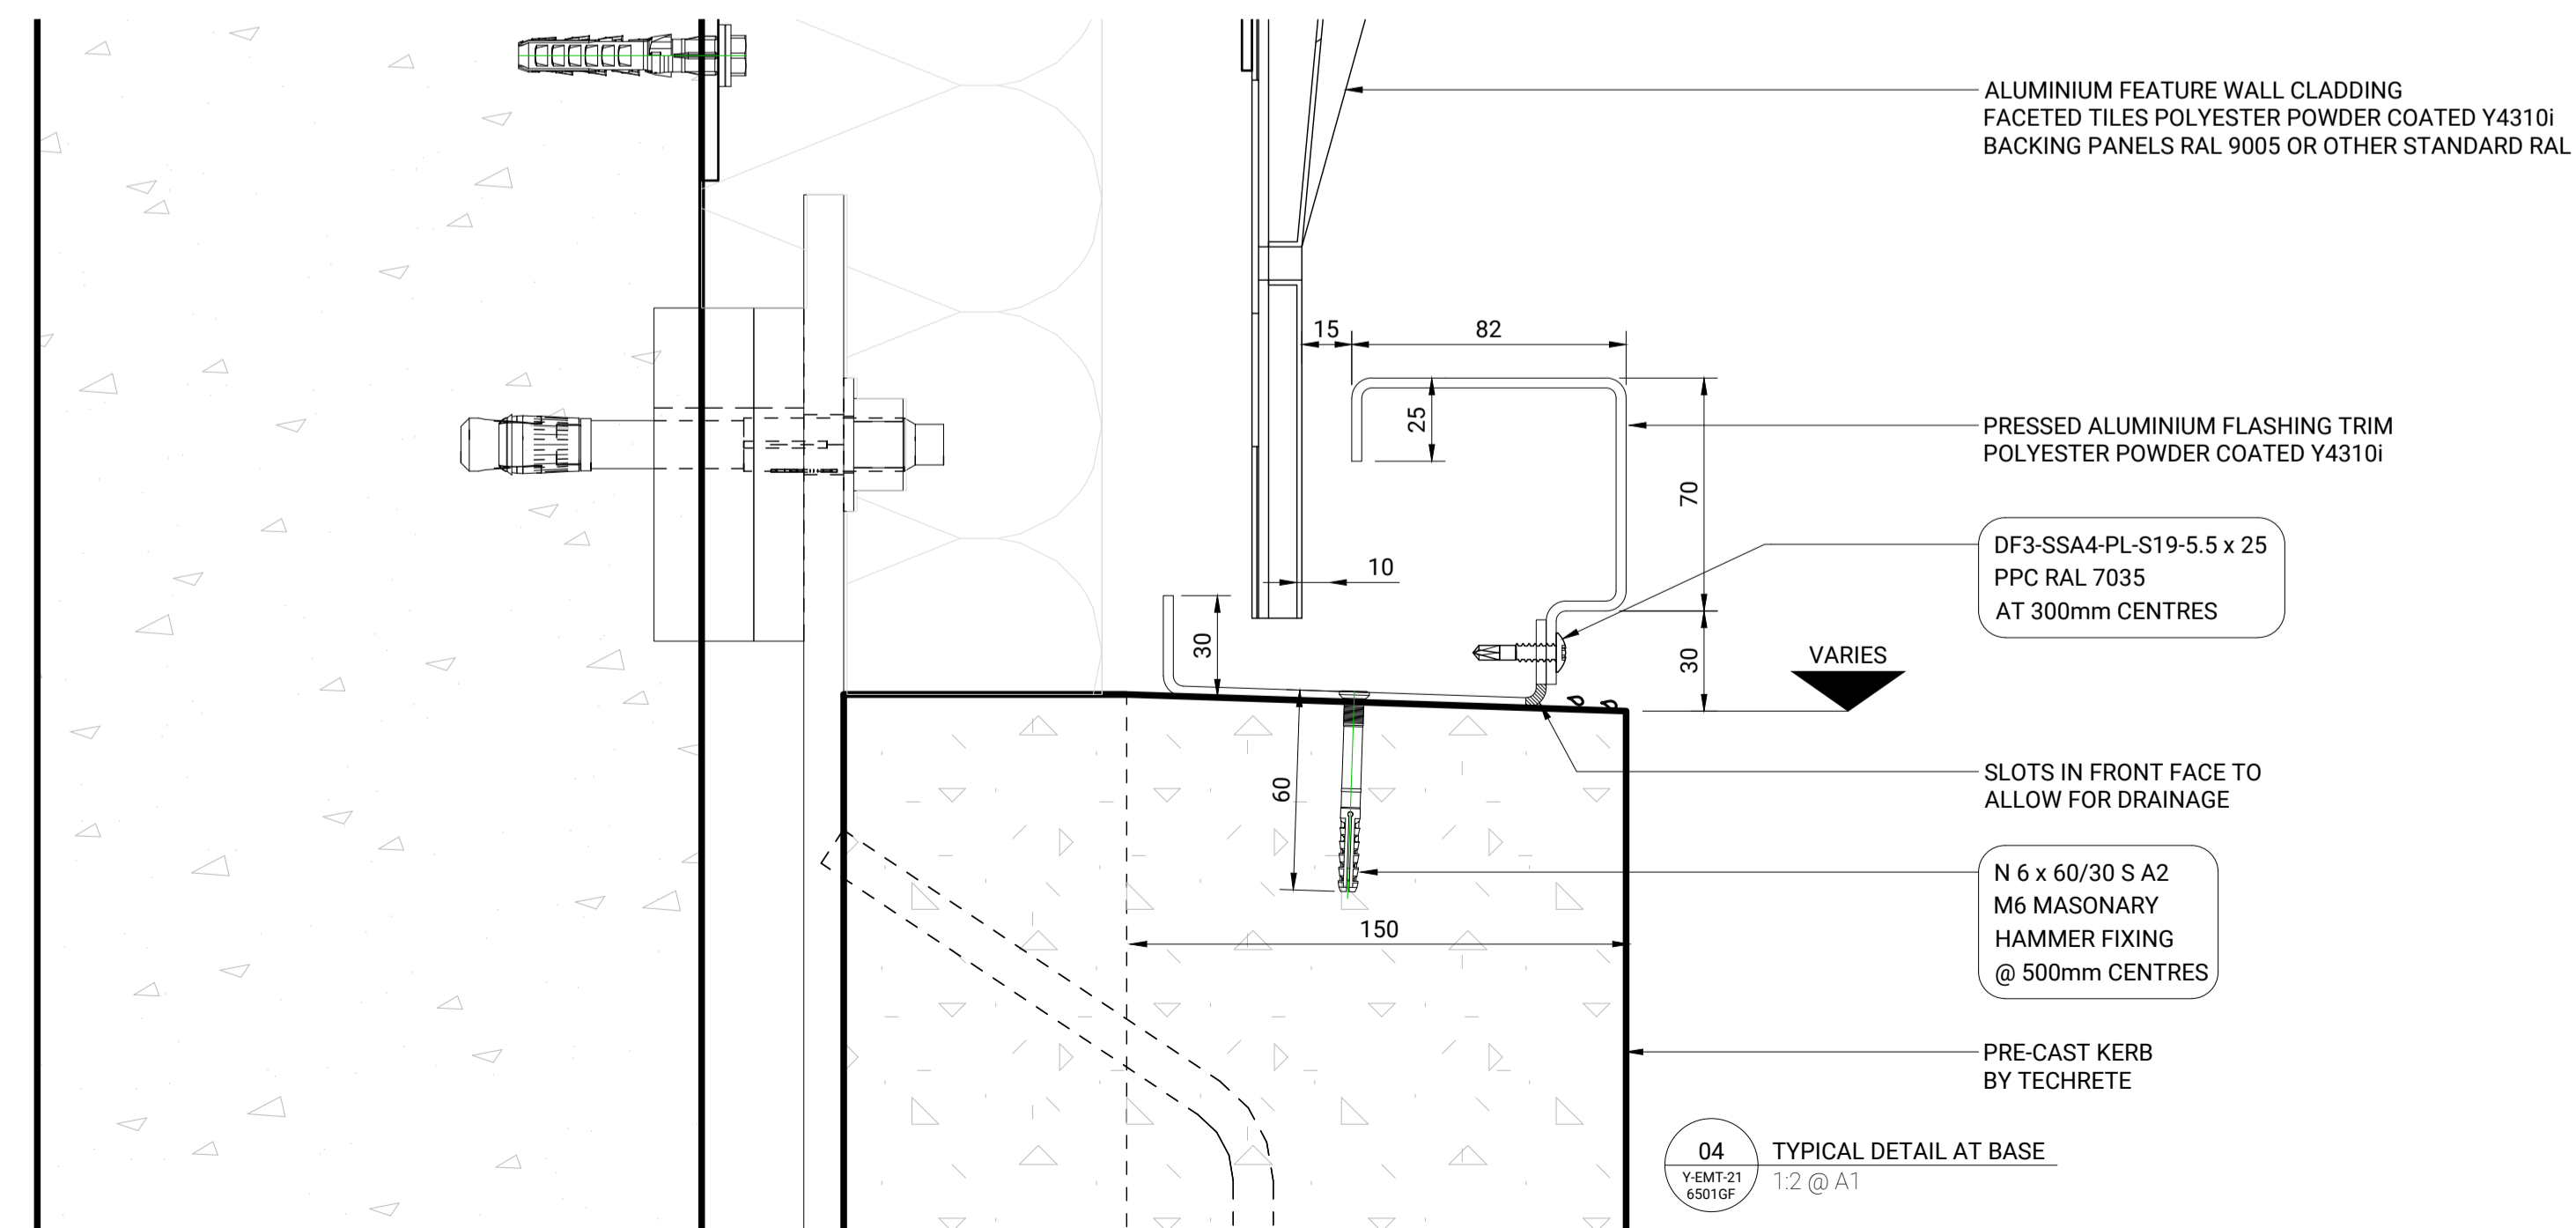 ALUMINIUM FEATURE WALL CLADDING
FACETED TILES POLYESTER POWDER COATED Y4310i
BACKING PANELS RAL 9005 OR OTHER STANDARD RAL
15
82
25
PRESSED ALUMINIUM FLASHING TRIM
POLYESTER POWDER COATED Y4310i
70
DF3-SSA4-PL-S19-5.5 x 25
PPC RAL 7035
AT 300mm CENTRES
10
30
30
VARIES
SLOTS IN FRONT FACE TO
ALLOW FOR DRAINAGE
60
N 6 x 60/30 S A2
M6 MASONARY
HAMMER FIXING
@ 500mm CENTRES
150
PRE-CAST KERB
BY TECHRETE
04
Y-EMT-21
6501GF
TYPICAL DETAIL AT BASE
1:2 @ A1